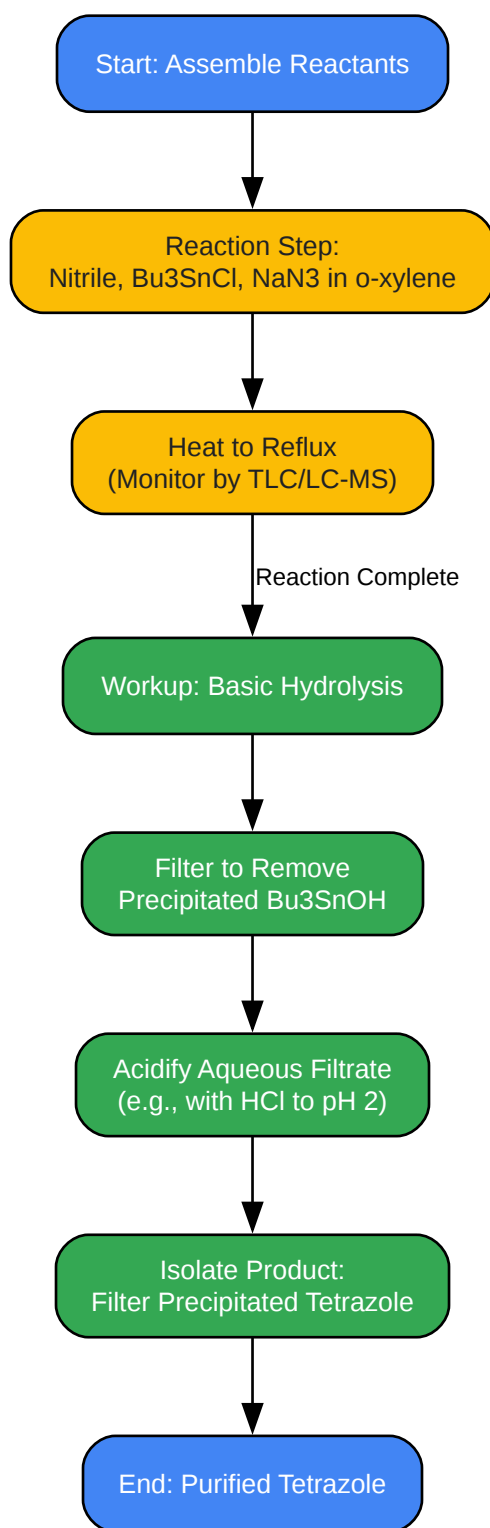 Start: Assemble Reactants
Reaction Step:
Nitrile, Bu3SnCl, NaN3 in o-xylene
Heat to Reflux
(Monitor by TLC/LC-MS)
Reaction Complete
Workup: Basic Hydrolysis
Filter to Remove
Precipitated Bu3SnOH
Acidify Aqueous Filtrate
(e.g., with HCl to pH 2)
Isolate Product:
Filter Precipitated Tetrazole
End: Purified Tetrazole